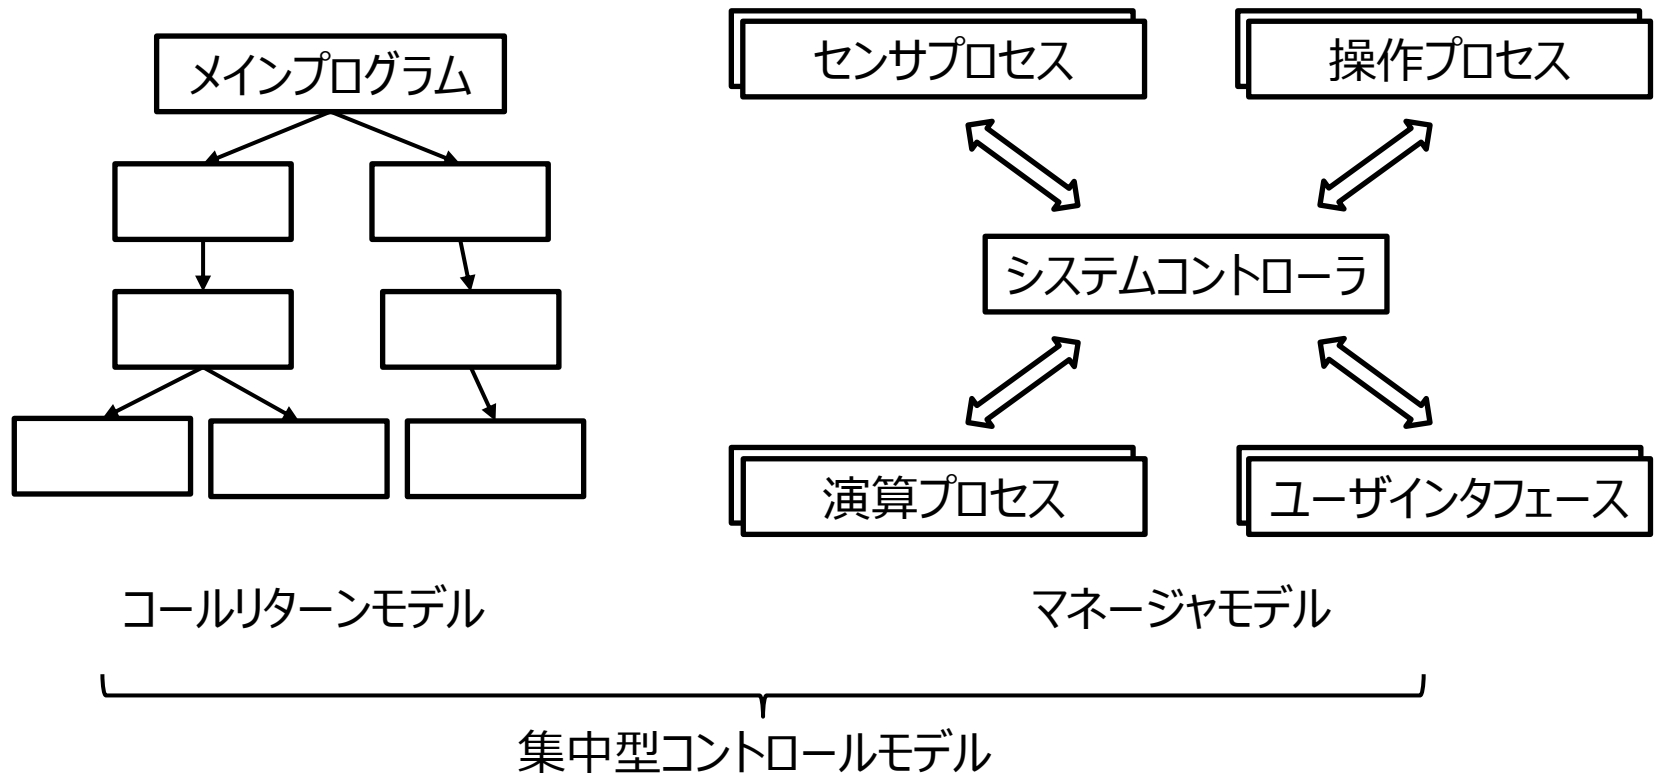 メインプログラム
センサプロセス
操作プロセス
システムコントローラ
演算プロセス
ユーザインタフェース
コールリターンモデル
マネージャモデル
集中型コントロールモデル